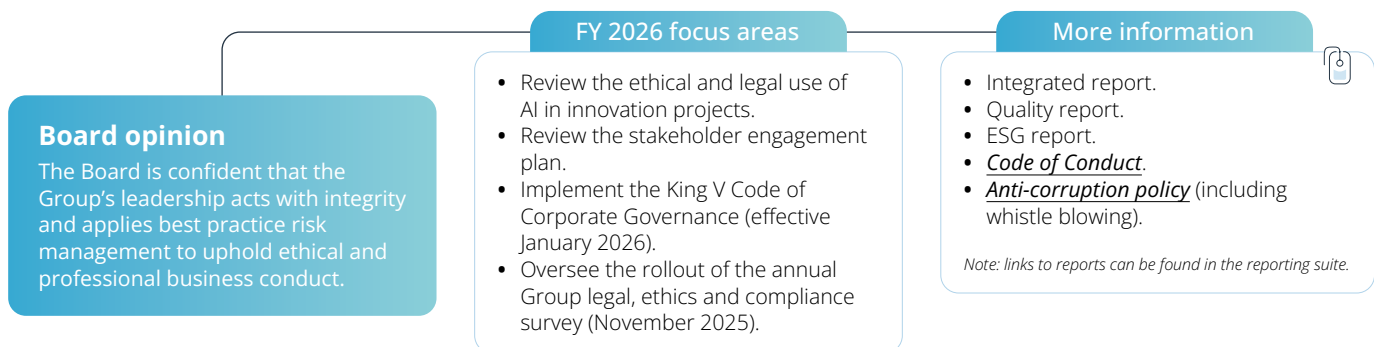 Board opinion
The Board is confident that the
Group’s leadership acts with integrity
and applies best practice risk
management to uphold ethical and
professional business conduct.
FY 2026 focus areas
• Review the ethical and legal use of
AI in innovation projects.
• Review the stakeholder engagement
plan.
• Implement the King V Code of
Corporate Governance (effective
January 2026).
• Oversee the rollout of the annual
Group legal, ethics and compliance
survey (November 2025).
More information
• Integrated report.
• Quality report.
• ESG report.
• Code of Conduct.
• Anti-corruption policy (including
whistle blowing).
Note: links to reports can be found in the reporting suite.